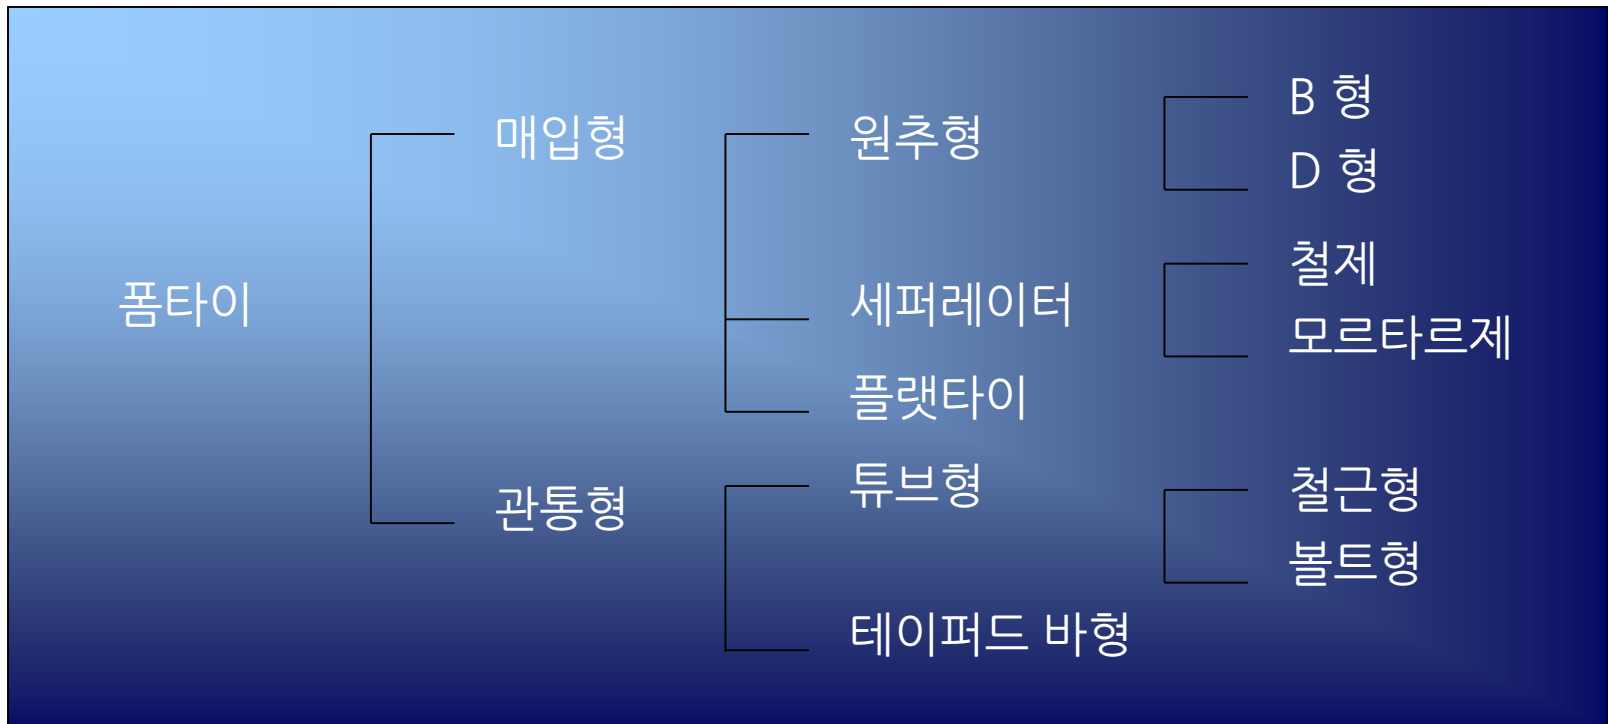 폼타이
매입형
관통형
원추형
세퍼레이터
플랫타이
튜브형
테이퍼드 바형
B 형
D 형
철제
모르타르제
철근형
볼트형